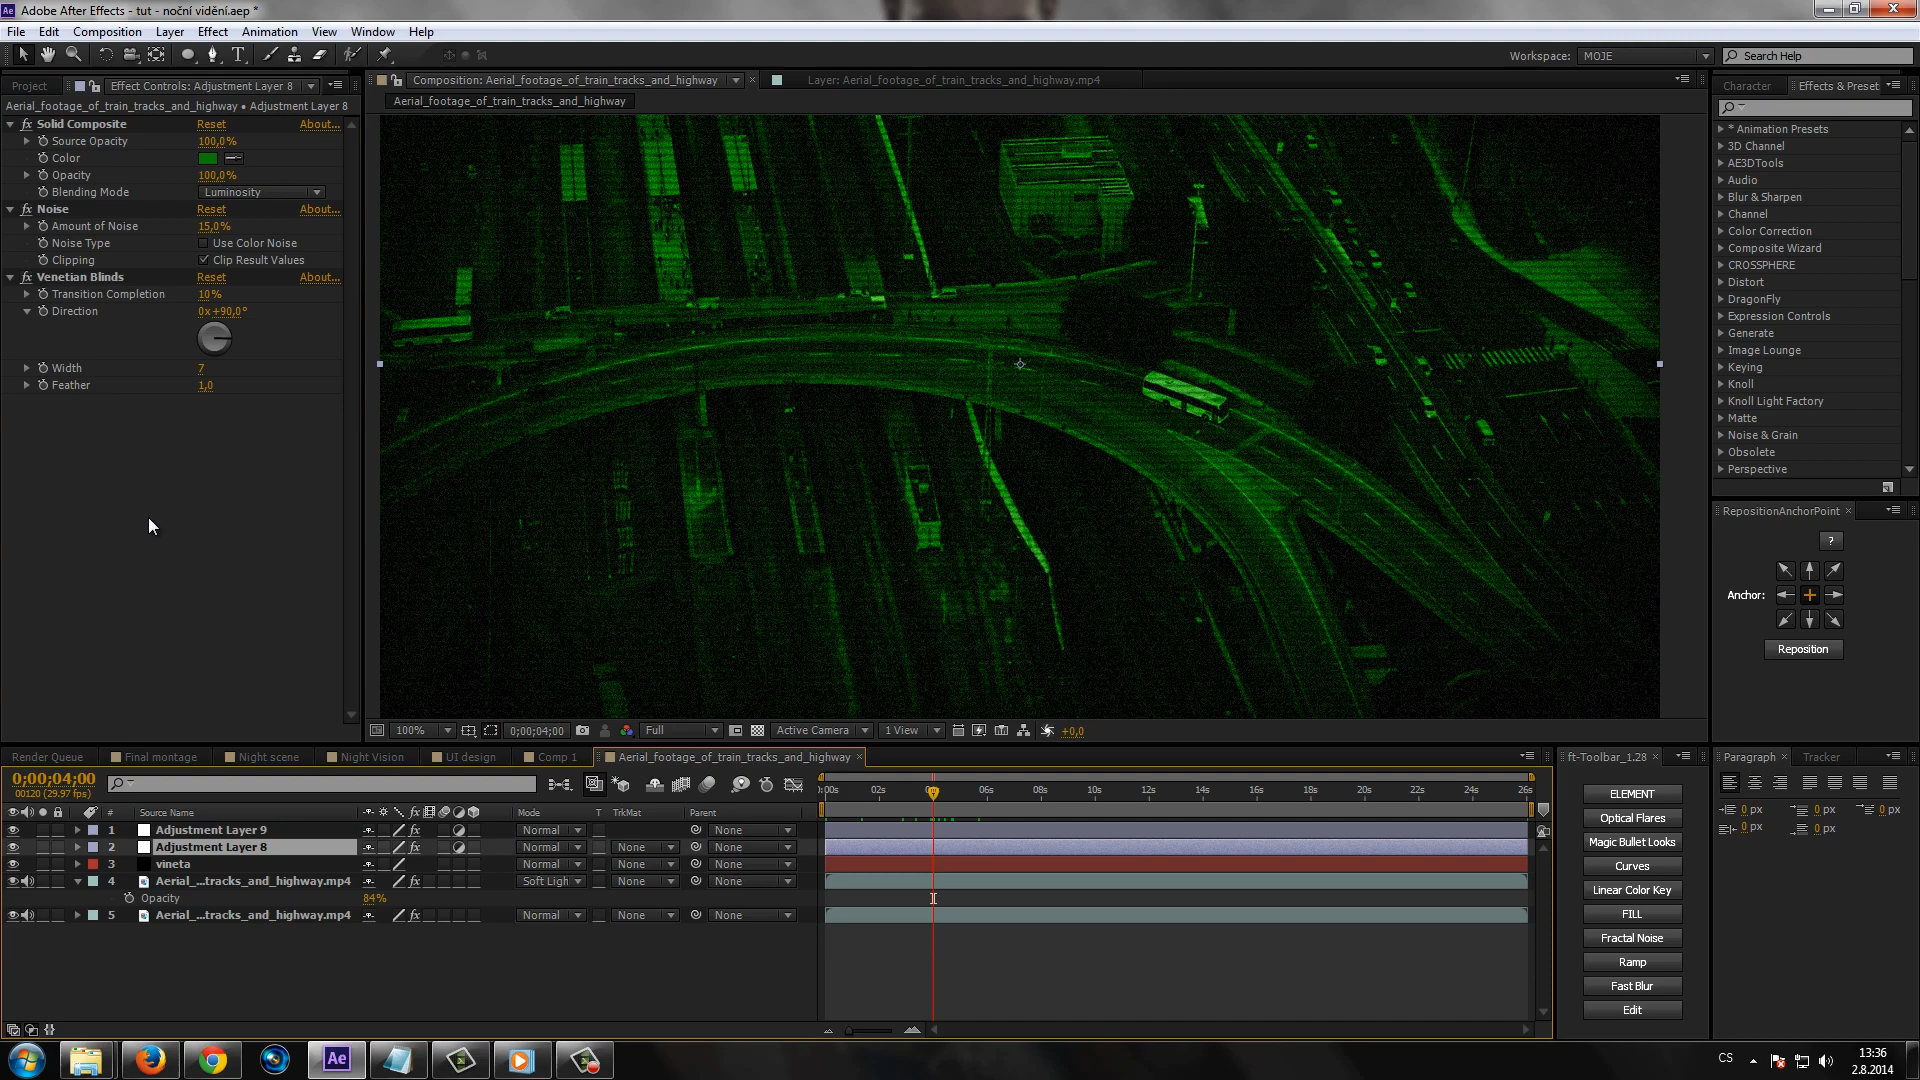 Adobe After Effects - tut - noční vidění.aep *
File Edit Composition Layer Effect Animation View Window Help
Workspace: MOJE Search Help
Project Effect Controls: Adjustment Layer 8
Composition: Aerial_footage_of_train_tracks_and_highway
Layer: Aerial_footage_of_train_tracks_and_highway.mp4
Character Effects & Preset
Aerial_footage_of_train_tracks_and_highway • Adjustment Layer 8
Aerial_footage_of_train_tracks_and_highway
Solid Composite Reset About...
Source Opacity 100,0%
Color
Opacity 100,0%
Blending Mode Luminosity
Noise Reset About...
Amount of Noise 15,0%
Noise Type Use Color Noise
Clipping Clip Result Values
Venetian Blinds Reset About...
Transition Completion 10%
Direction 0x+90,0°
Width 7
Feather 1,0
* Animation Presets
3D Channel
AE3DTools
Audio
Blur & Sharpen
Channel
Color Correction
Composite Wizard
CROSSPHERE
Distort
DragonFly
Expression Controls
Generate
Image Lounge
Keying
Knoll
Knoll Light Factory
Matte
Noise & Grain
Obsolete
Perspective
RepositionAnchorPoint
?
Anchor:
Reposition
100% 0;00;04;00 Full Active Camera 1 View +0,0
Render Queue Final montage Night scene Night Vision UI design Comp 1 Aerial_footage_of_train_tracks_and_highway
0;00;04;00
00120 (29.97 fps)
:00s 02s 06s 08s 10s 12s 14s 16s 18s 20s 22s 24s 26s
# Source Name Mode T TrkMat Parent
1 Adjustment Layer 9 Normal None
2 Adjustment Layer 8 Normal None None
3 vineta Normal None None
4 Aerial_...tracks_and_highway.mp4 Soft Ligh None None
Opacity 84%
5 Aerial_...tracks_and_highway.mp4 Normal None None
ft-Toolbar_1.28
ELEMENT
Optical Flares
Magic Bullet Looks
Curves
Linear Color Key
FILL
Fractal Noise
Ramp
Fast Blur
Edit
Paragraph Tracker
0 px 0 px 0 px
0 px 0 px
Ae
CS
13:36
2.8.2014